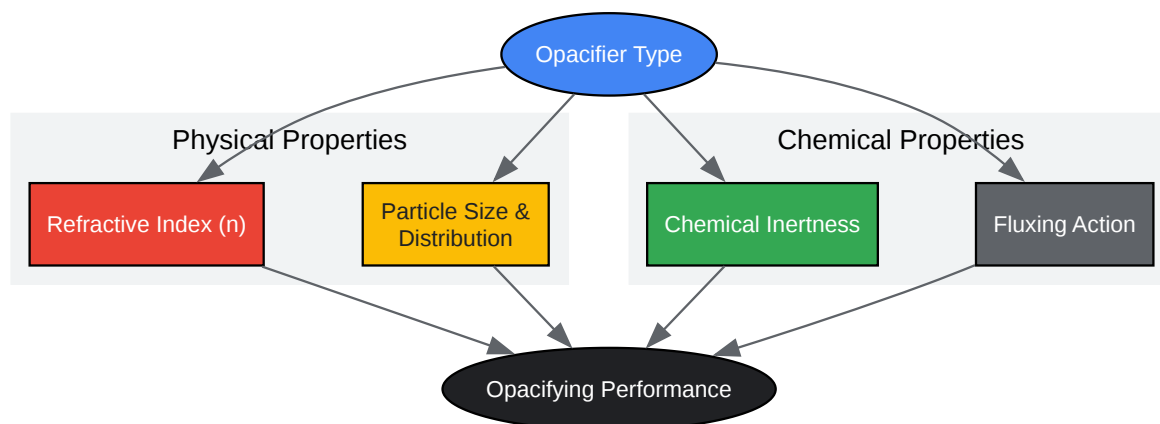 Opacifier Type
Physical Properties
Chemical Properties
Refractive Index (n)
Particle Size &
Distribution
Chemical Inertness
Fluxing Action
Opacifying Performance